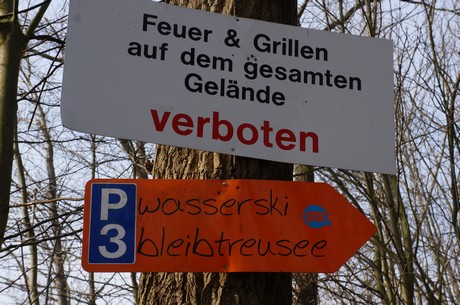 Feuer & Grillen
auf dem gesamten
Gelände
verboten
P wasserski
3 bleibtreusee